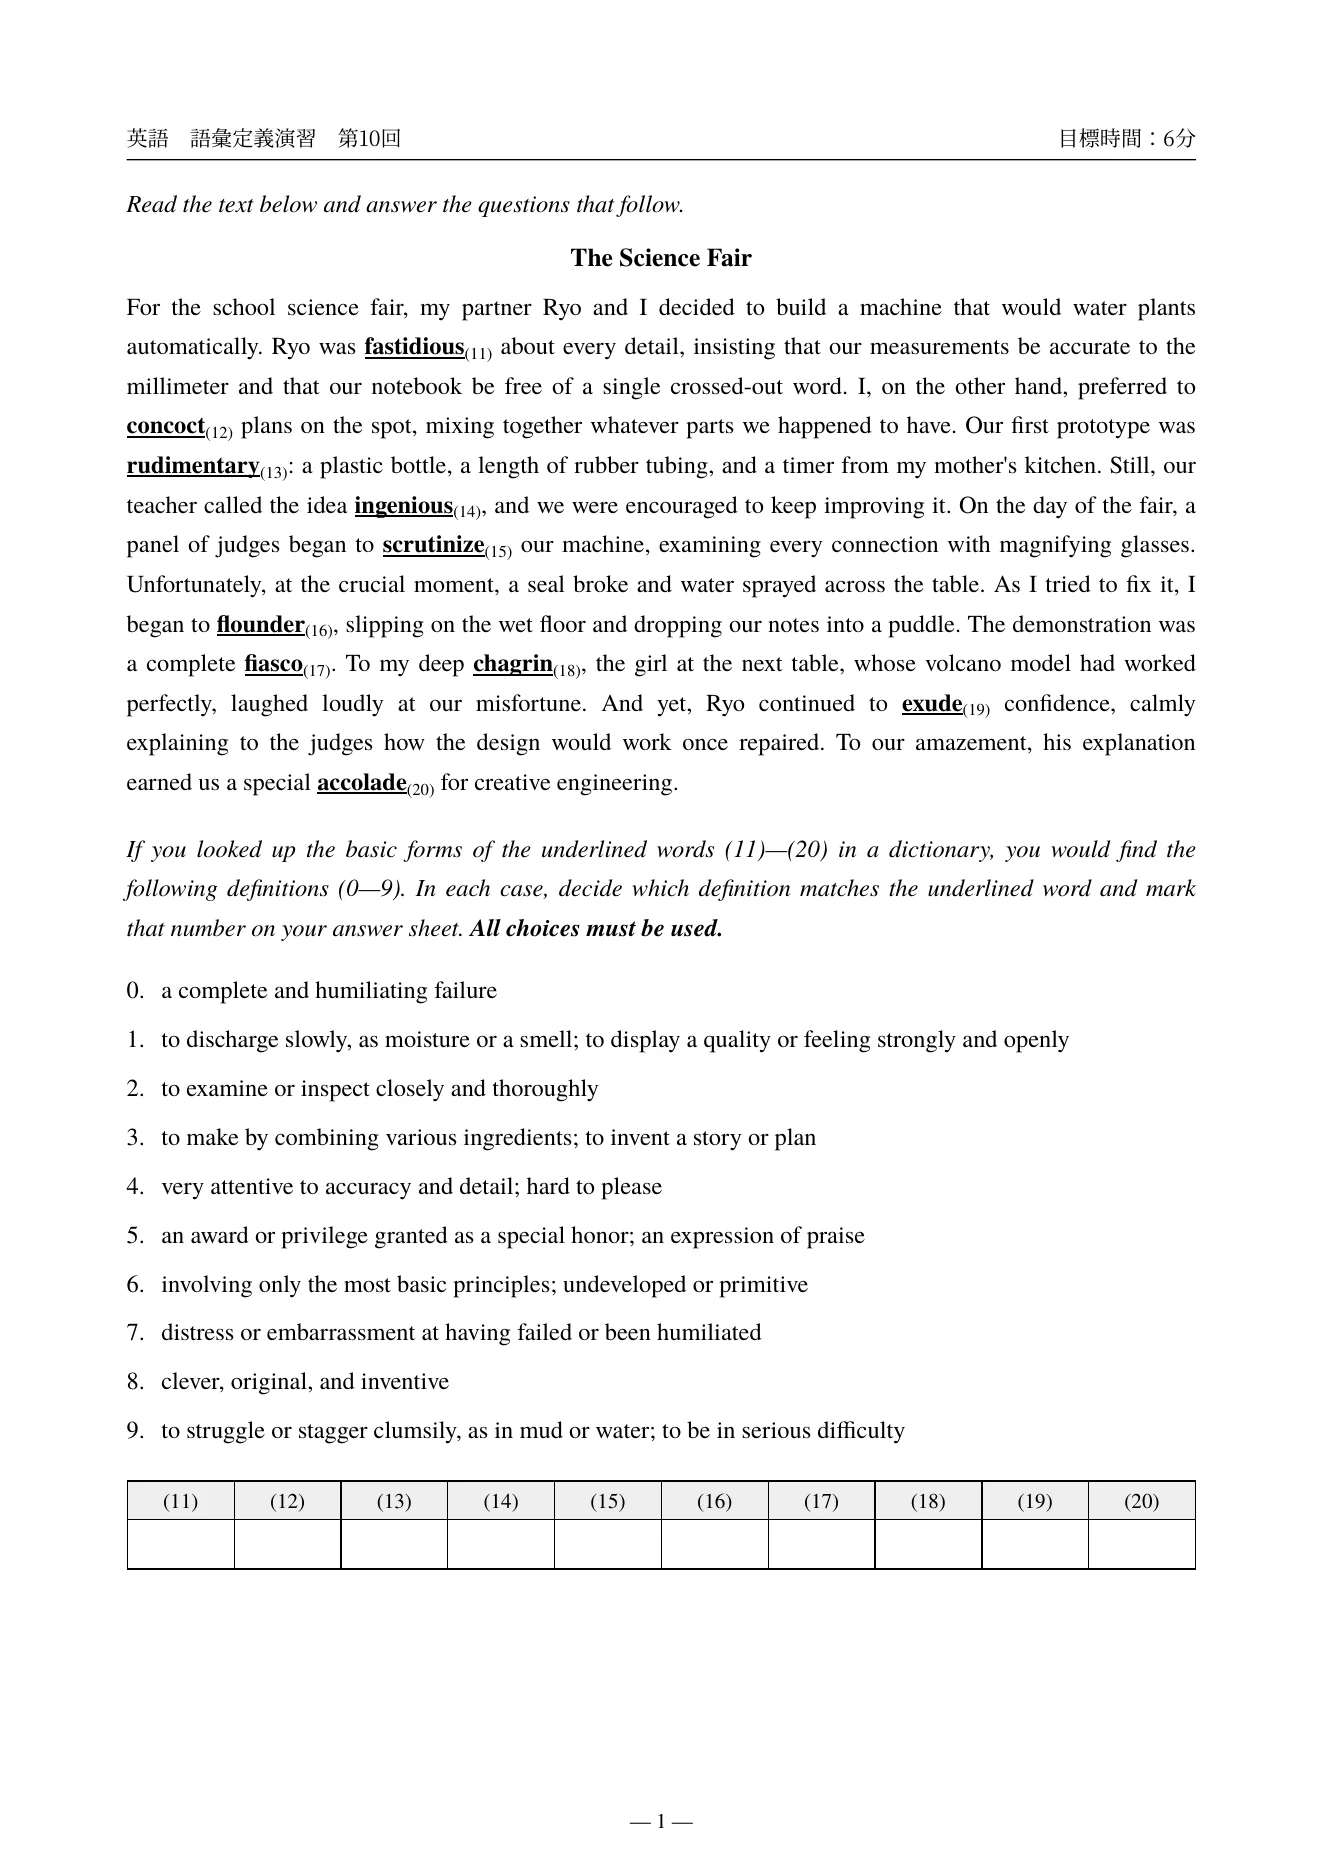 英語　語彙定義演習　第10回　目標時間：6分
Read the text below and answer the questions that follow.
The Science Fair
For the school science fair, my partner Ryo and I decided to build a machine that would water plants
automatically. Ryo was fastidious(11) about every detail, insisting that our measurements be accurate to the
millimeter and that our notebook be free of a single crossed-out word. I, on the other hand, preferred to
concoct(12) plans on the spot, mixing together whatever parts we happened to have. Our first prototype was
rudimentary(13): a plastic bottle, a length of rubber tubing, and a timer from my mother's kitchen. Still, our
teacher called the idea ingenious(14), and we were encouraged to keep improving it. On the day of the fair, a
panel of judges began to scrutinize(15) our machine, examining every connection with magnifying glasses.
Unfortunately, at the crucial moment, a seal broke and water sprayed across the table. As I tried to fix it, I
began to flounder(16), slipping on the wet floor and dropping our notes into a puddle. The demonstration was
a complete fiasco(17). To my deep chagrin(18), the girl at the next table, whose volcano model had worked
perfectly, laughed loudly at our misfortune. And yet, Ryo continued to exude(19) confidence, calmly
explaining to the judges how the design would work once repaired. To our amazement, his explanation
earned us a special accolade(20) for creative engineering.
If you looked up the basic forms of the underlined words (11)—(20) in a dictionary, you would find the
following definitions (0—9). In each case, decide which definition matches the underlined word and mark
that number on your answer sheet. All choices must be used.
0. a complete and humiliating failure
1. to discharge slowly, as moisture or a smell; to display a quality or feeling strongly and openly
2. to examine or inspect closely and thoroughly
3. to make by combining various ingredients; to invent a story or plan
4. very attentive to accuracy and detail; hard to please
5. an award or privilege granted as a special honor; an expression of praise
6. involving only the most basic principles; undeveloped or primitive
7. distress or embarrassment at having failed or been humiliated
8. clever, original, and inventive
9. to struggle or stagger clumsily, as in mud or water; to be in serious difficulty
(11) (12) (13) (14) (15) (16) (17) (18) (19) (20)
— 1 —